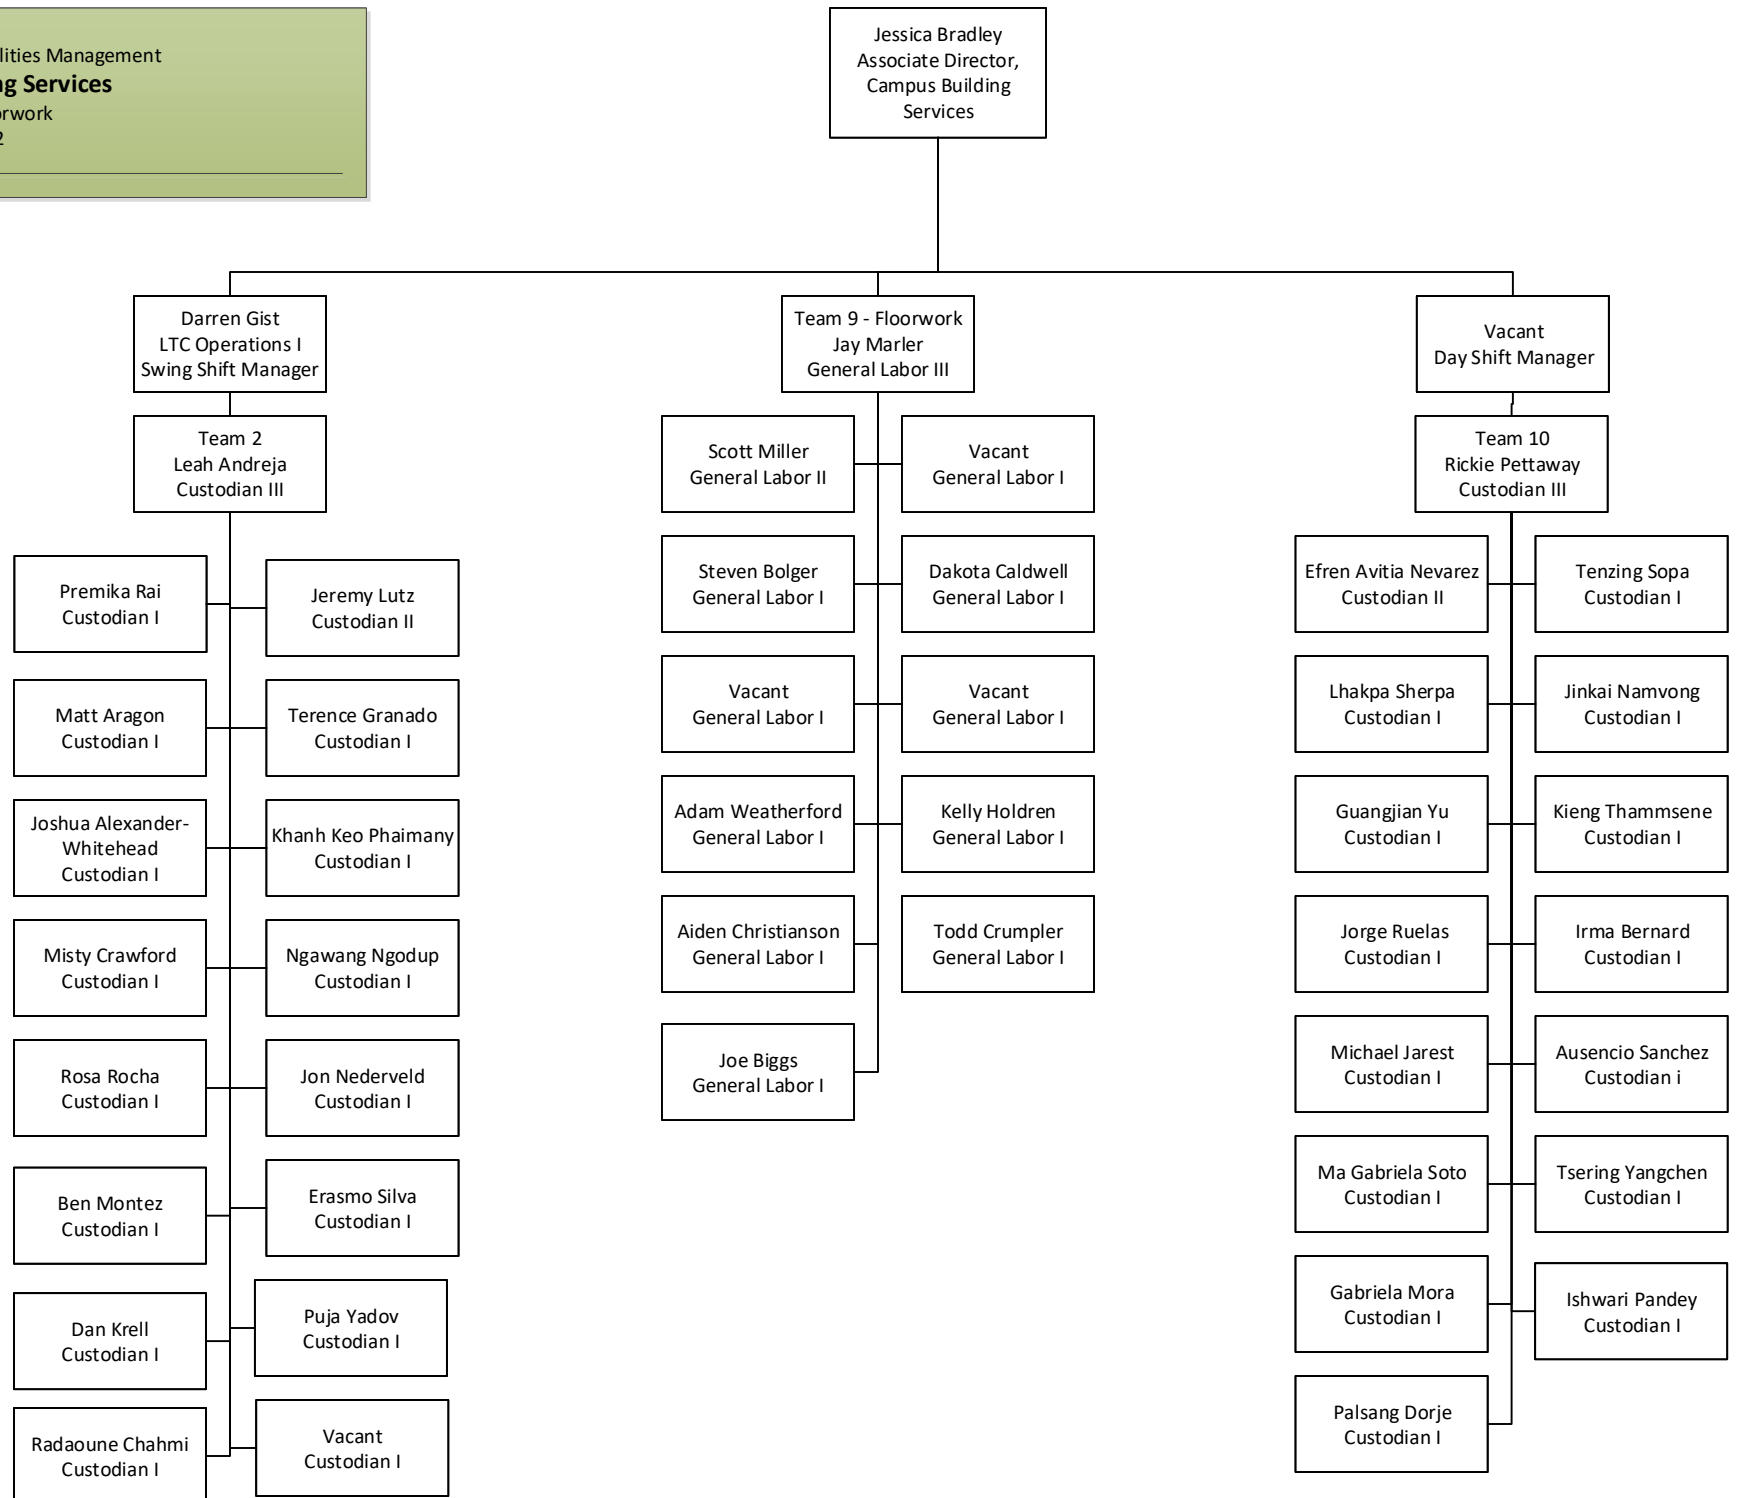 lities Management
g Services
rwork
2
Jessica Bradley
Associate Director,
Campus Building
Services
Darren Gist
LTC Operations I
Swing Shift Manager
Team 9 - Floorwork
Jay Marler
General Labor III
Vacant
Day Shift Manager
Team 2
Leah Andreja
Custodian III
Premika Rai
Custodian I
Jeremy Lutz
Custodian II
Matt Aragon
Custodian I
Terence Granado
Custodian I
Joshua Alexander-
Whitehead
Custodian I
Khanh Keo Phaimany
Custodian I
Misty Crawford
Custodian I
Ngawang Ngodup
Custodian I
Rosa Rocha
Custodian I
Jon Nederveld
Custodian I
Ben Montez
Custodian I
Erasmo Silva
Custodian I
Dan Krell
Custodian I
Puja Yadov
Custodian I
Radaoune Chahmi
Custodian I
Vacant
Custodian I
Scott Miller
General Labor II
Vacant
General Labor I
Steven Bolger
General Labor I
Dakota Caldwell
General Labor I
Vacant
General Labor I
Vacant
General Labor I
Adam Weatherford
General Labor I
Kelly Holdren
General Labor I
Aiden Christianson
General Labor I
Todd Crumpler
General Labor I
Joe Biggs
General Labor I
Team 10
Rickie Pettaway
Custodian III
Efren Avitia Nevarez
Custodian II
Tenzing Sopa
Custodian I
Lhakpa Sherpa
Custodian I
Jinkai Namvong
Custodian I
Guangjian Yu
Custodian I
Kieng Thammsene
Custodian I
Jorge Ruelas
Custodian I
Irma Bernard
Custodian I
Michael Jarest
Custodian I
Ausencio Sanchez
Custodian i
Ma Gabriela Soto
Custodian I
Tsering Yangchen
Custodian I
Gabriela Mora
Custodian I
Ishwari Pandey
Custodian I
Palsang Dorje
Custodian I